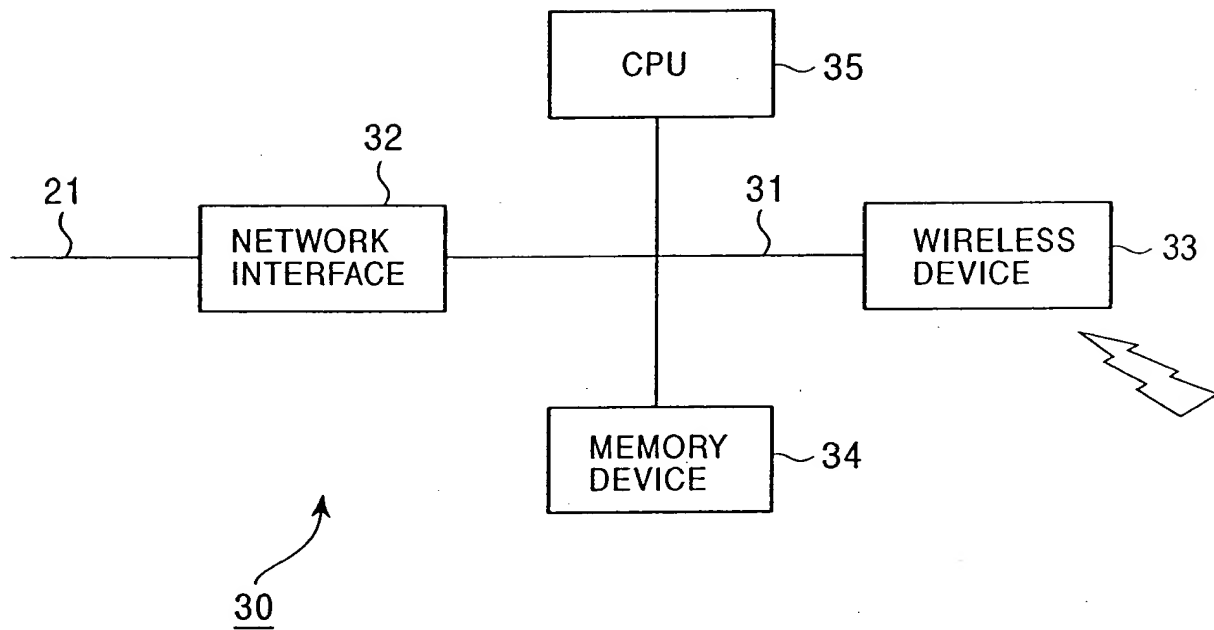 CPU
35
32
21
31
NETWORK
INTERFACE
WIRELESS
DEVICE
33
MEMORY
DEVICE
34
30